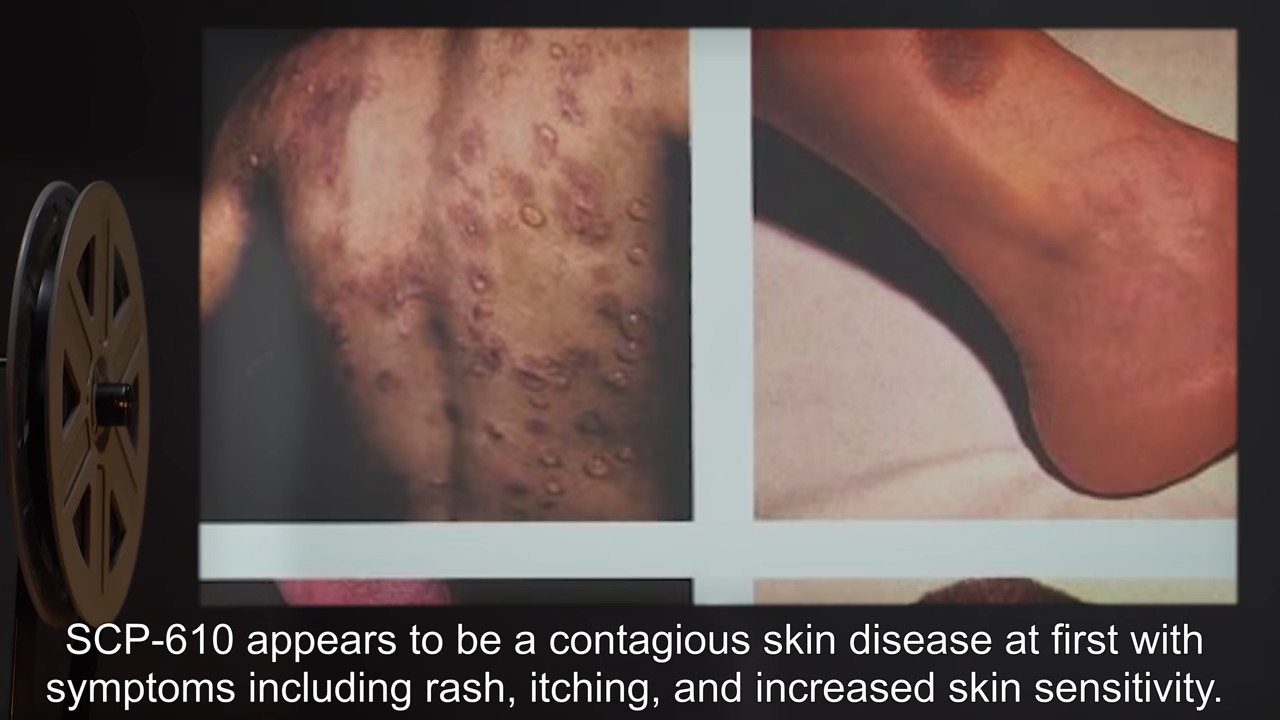 SCP-610 appears to be a contagious skin disease at first with
symptoms including rash, itching, and increased skin sensitivity.